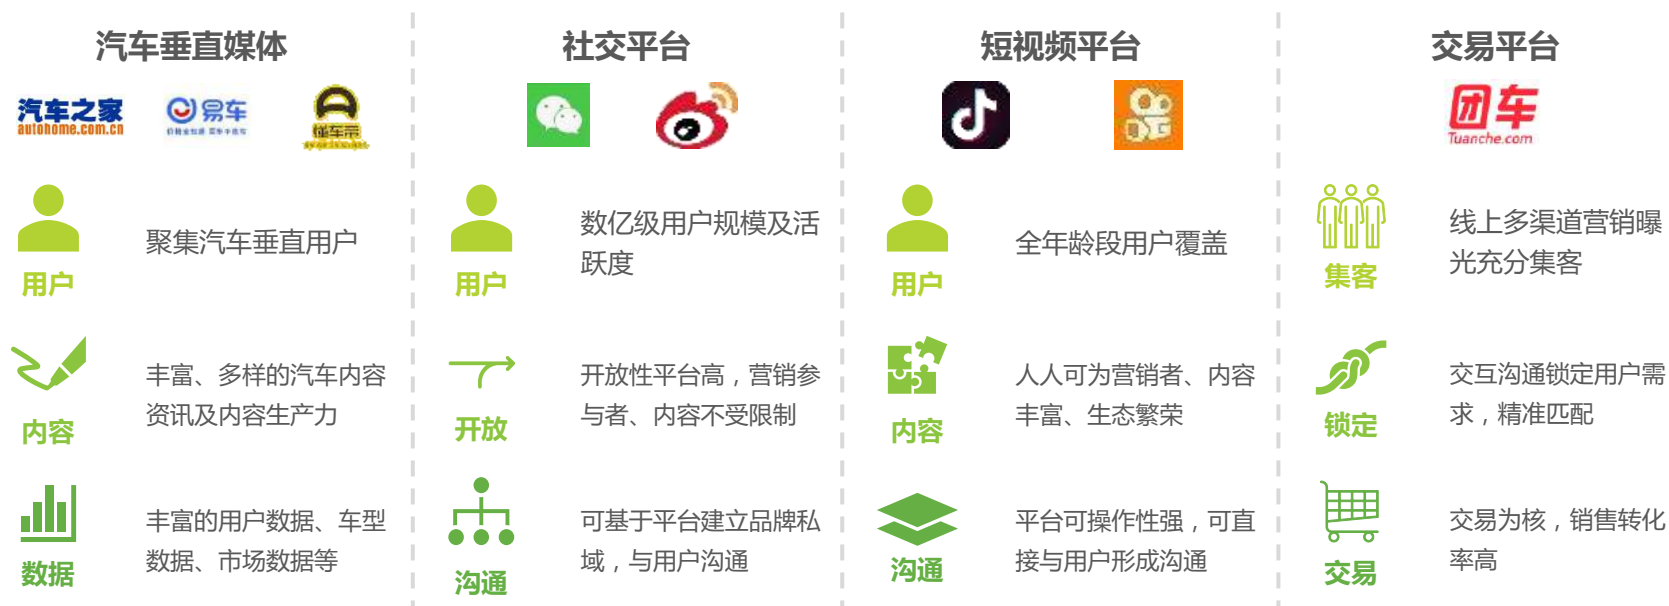 汽车垂直媒体
汽车之家
autohome.com.cn
易车
懂车帝
聚集汽车垂直用户
用户
丰富、多样的汽车内容
资讯及内容生产力
内容
丰富的用户数据、车型
数据、市场数据等
数据
社交平台
数亿级用户规模及活
跃度
用户
开放性平台高，营销参
与者、内容不受限制
开放
可基于平台建立品牌私
域，与用户沟通
沟通
短视频平台
全年龄段用户覆盖
用户
人人可为营销者、内容
丰富、生态繁荣
内容
平台可操作性强，可直
接与用户形成沟通
沟通
交易平台
团车
Tuanche.com
线上多渠道营销曝
光充分集客
集客
交互沟通锁定用户需
求，精准匹配
锁定
交易为核，销售转化
率高
交易